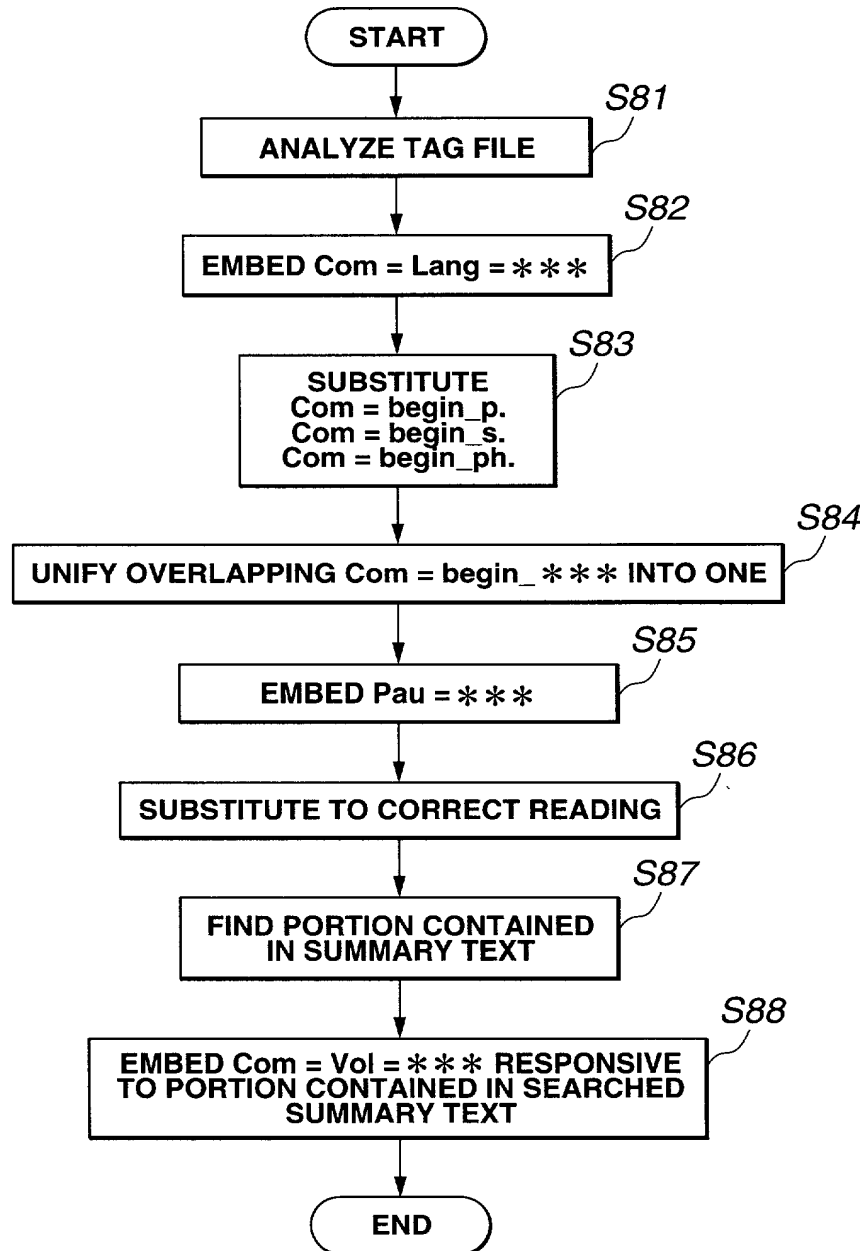 START
S81
ANALYZE TAG FILE
S82
EMBED Com = Lang = ***
S83
SUBSTITUTE
Com = begin_p.
Com = begin_s.
Com = begin_ph.
S84
UNIFY OVERLAPPING Com = begin_ *** INTO ONE
S85
EMBED Pau = ***
S86
SUBSTITUTE TO CORRECT READING
S87
FIND PORTION CONTAINED
IN SUMMARY TEXT
S88
EMBED Com = Vol = *** RESPONSIVE
TO PORTION CONTAINED IN SEARCHED
SUMMARY TEXT
END